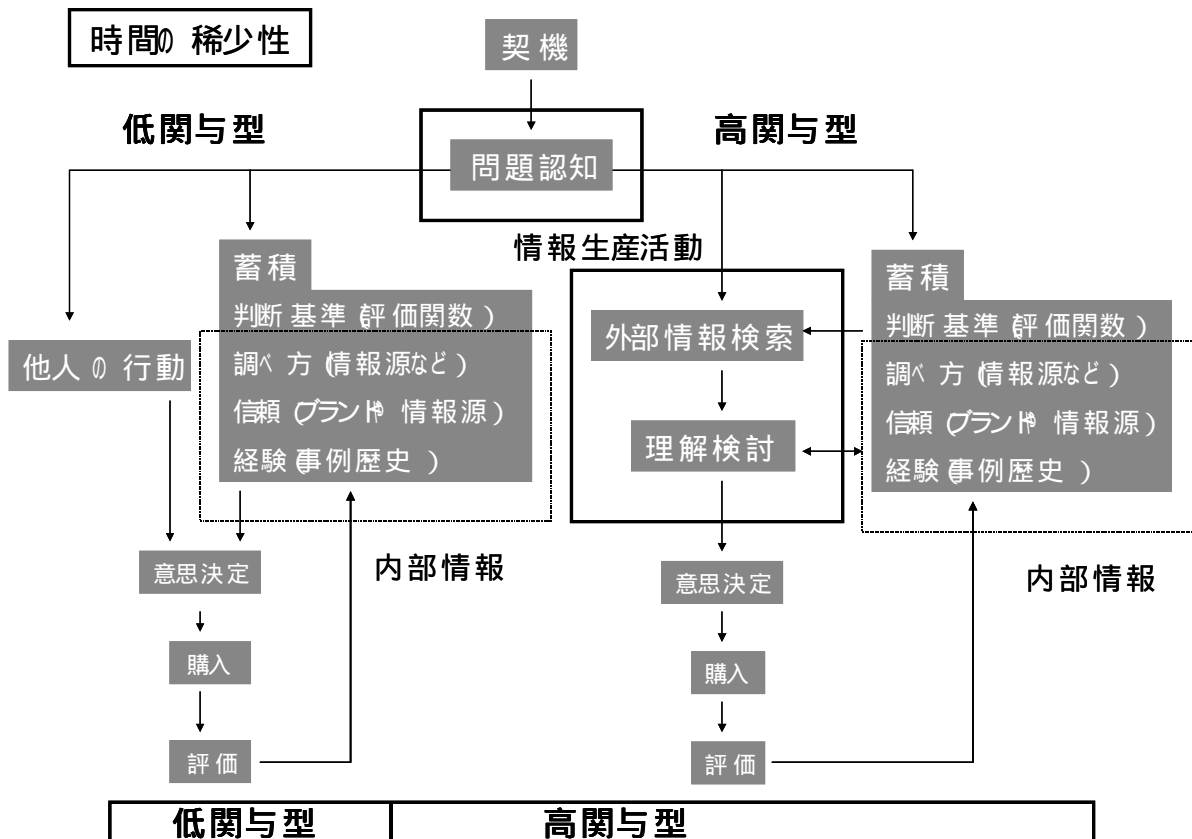 時間の 稀少性
契機
低関与型
高関与型
問題認知
情報生産活動
蓄積
判断 基準 (評価関数)
調べ 方 (情報源など)
信頼 (ブランドや 情報源)
経験 (事例歴史 )
他人 の 行動
外部情報検索
理解検討
蓄積
判断 基準 (評価関数)
調べ 方 (情報源など)
信頼 (ブランドや 情報源)
経験 (事例歴史 )
意思決定
内部情報
意思決定
内部情報
購入
購入
評価
評価
低関与型
高関与型